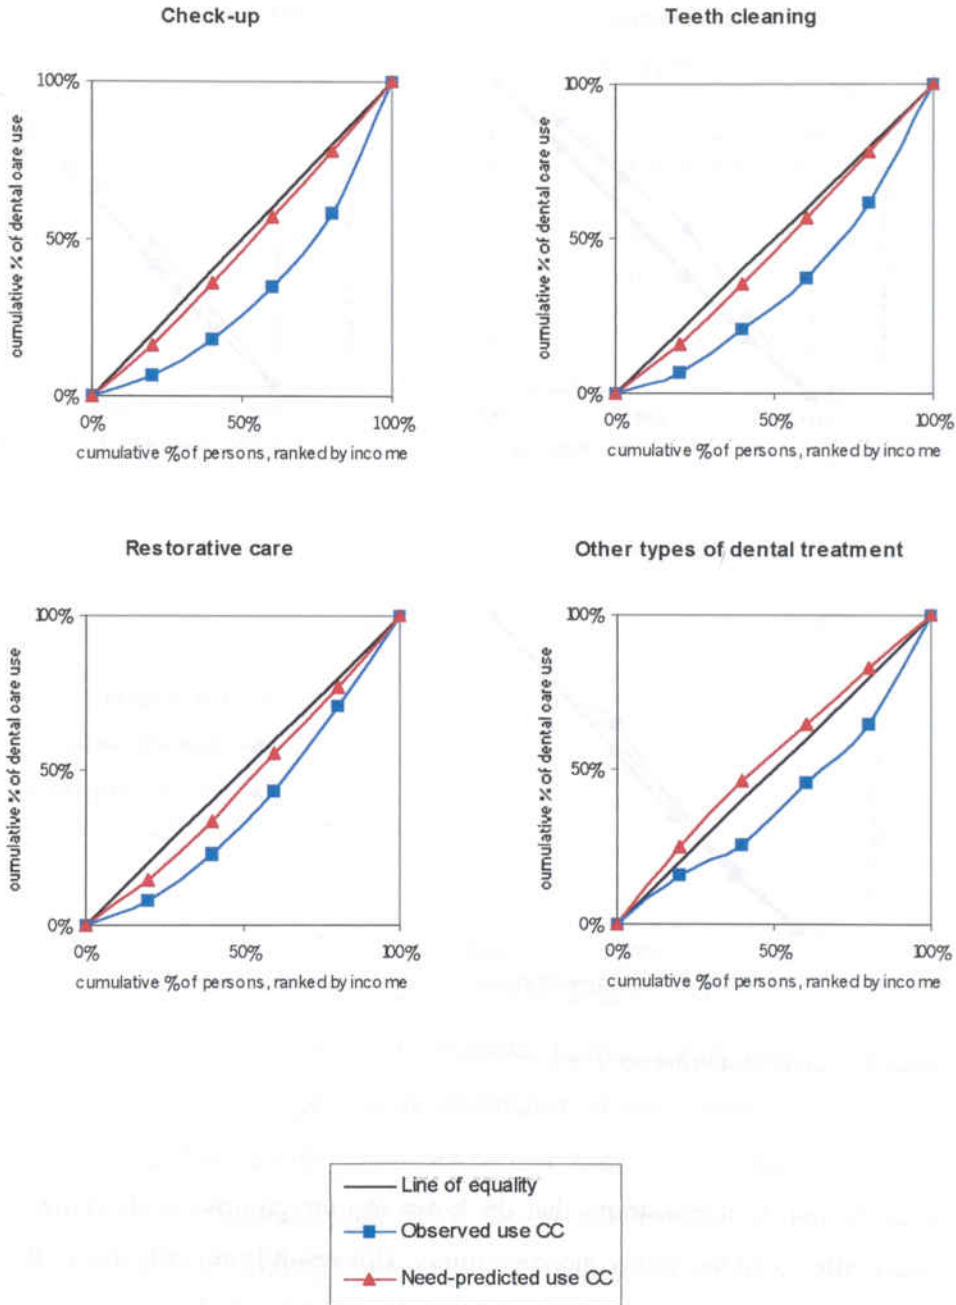 Check-up
Teeth cleaning
100%
50%
0%
cumulative % of dental care use
0% 50% 100%
cumulative % of persons, ranked by income
100%
50%
0%
cumulative % of dental care use
0% 50% 100%
cumulative % of persons, ranked by income
Restorative care
Other types of dental treatment
100%
50%
0%
cumulative % of dental care use
0% 50% 100%
cumulative % of persons, ranked by income
100%
50%
0%
cumulative % of dental care use
0% 50% 100%
cumulative % of persons, ranked by income
Line of equality
Observed use CC
Need-predicted use CC